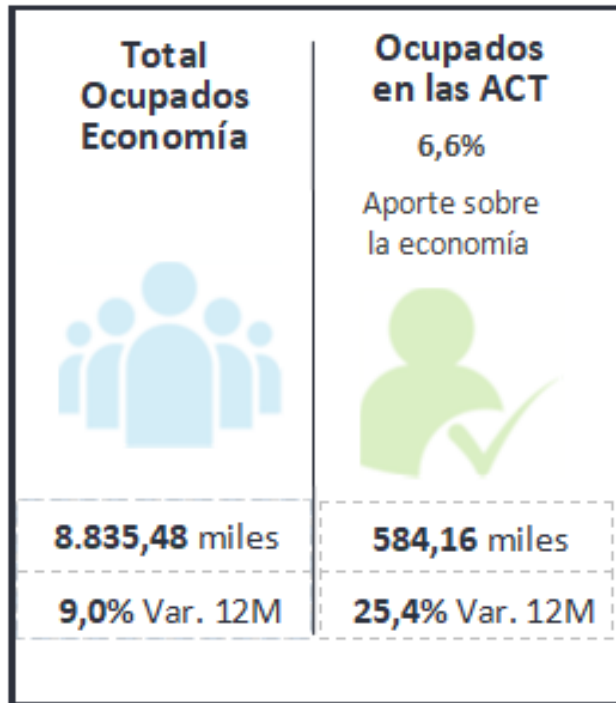 Total
Ocupados
Economía
8.835,48 miles
9,0% Var. 12M
Ocupados
en las ACT
6,6%
Aporte sobre
la economía
584,16 miles
25,4% Var. 12M